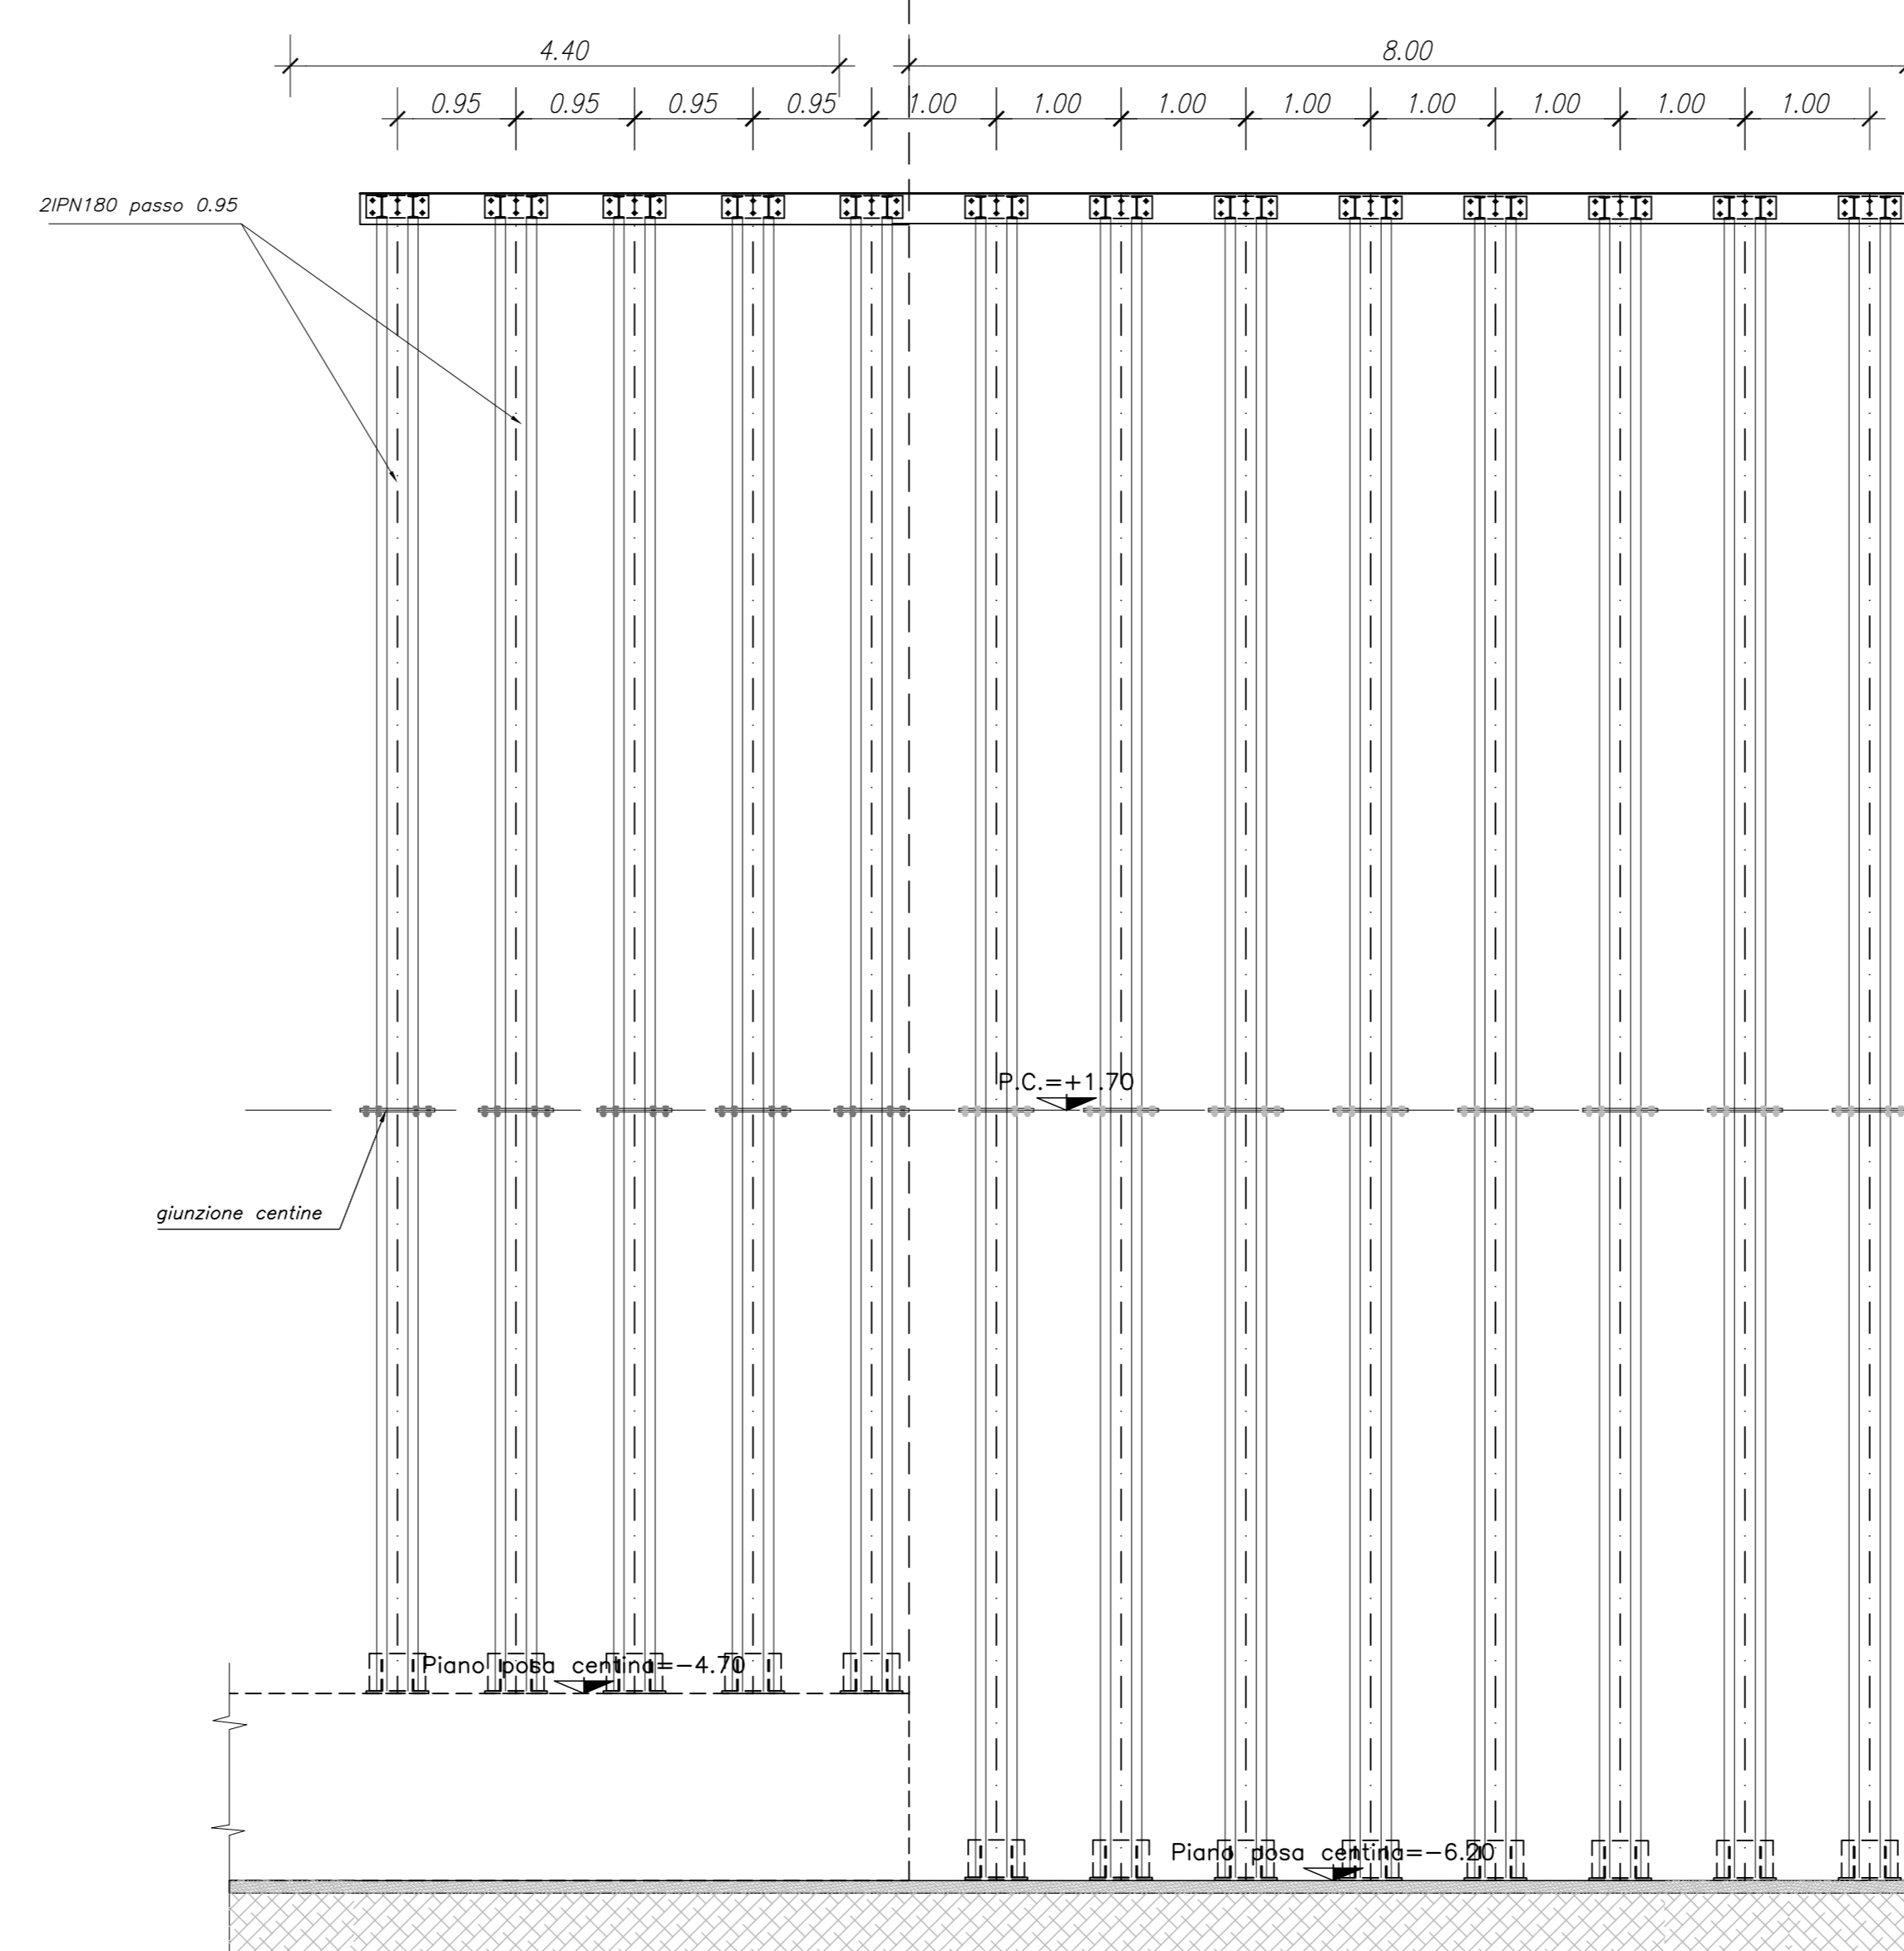 4.40 8.00
0.95 0.95 0.95 0.95 1.00 1.00 1.00 1.00 1.00 1.00 1.00 1.00
2IPN180 passo 0.95
P.C.=+1.70
giunzione centine
Piano posa centina=-4.70
Piano posa centina=-6.20